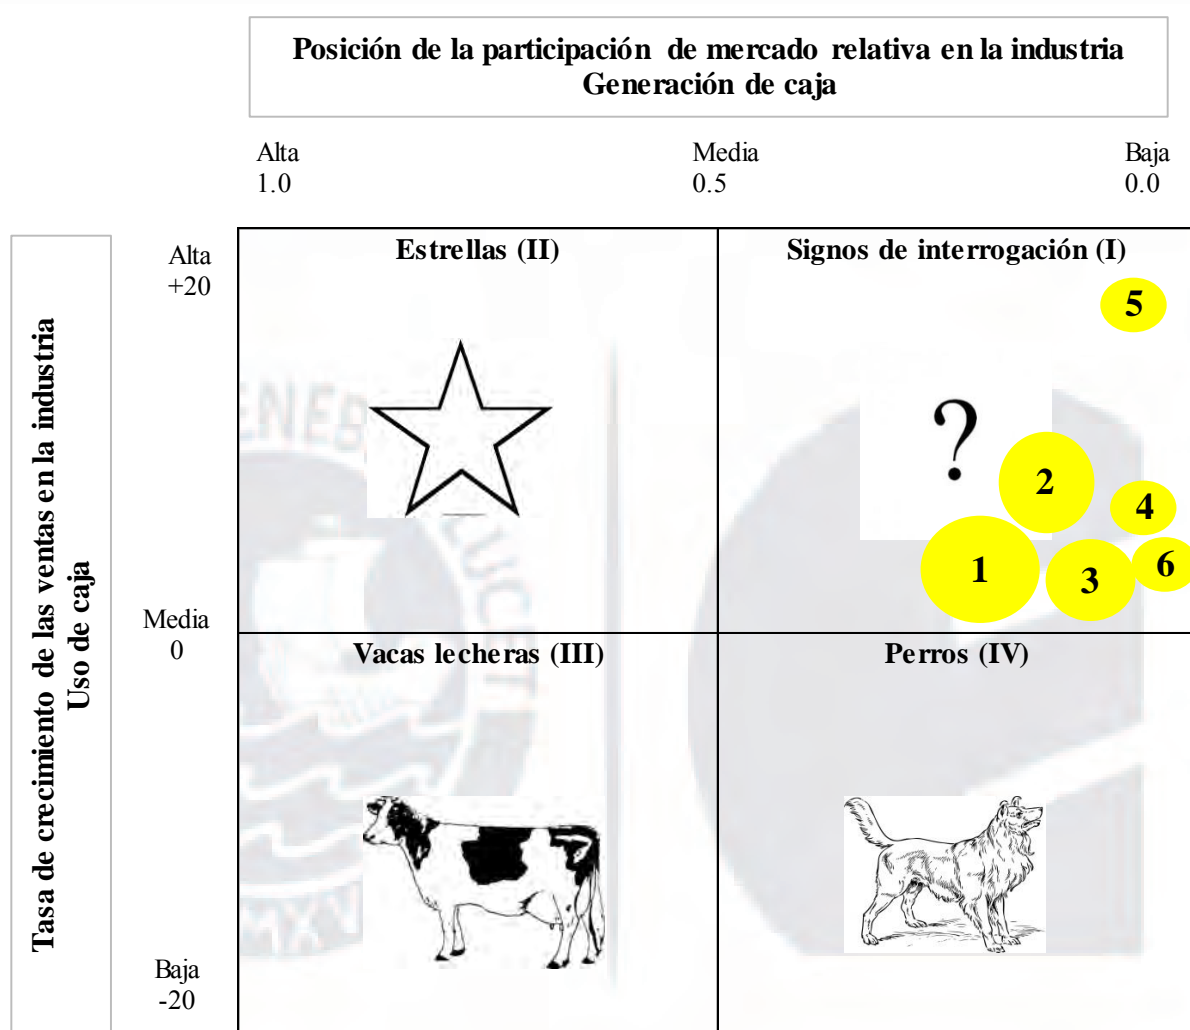 Posición de la participación de mercado relativa en la industria
Generación de caja
Alta
1.0
Media
0.5
Baja
0.0
Tasa de crecimiento de las ventas en la industria
Uso de caja
Alta
+20
Media
0
Baja
-20
Estrellas (II)
Signos de interrogación (I)
5
?
2
4
1
3
6
Vacas lecheras (III)
Perros (IV)